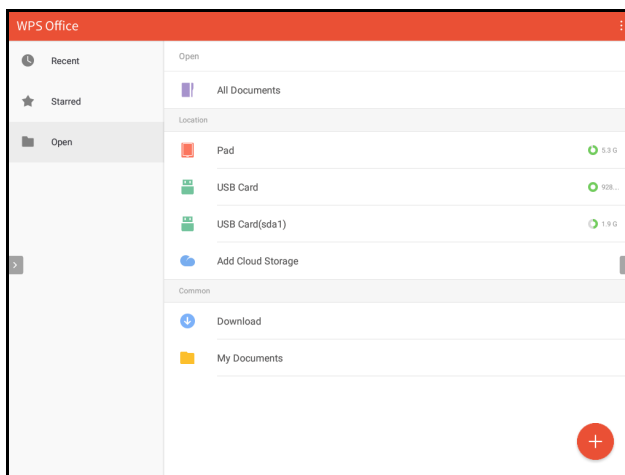 WPS Office
Recent
Starred
Open
Open
All Documents
Location
Pad
5.3 G
USB Card
928...
USB Card(sda1)
1.9 G
Add Cloud Storage
Common
Download
My Documents